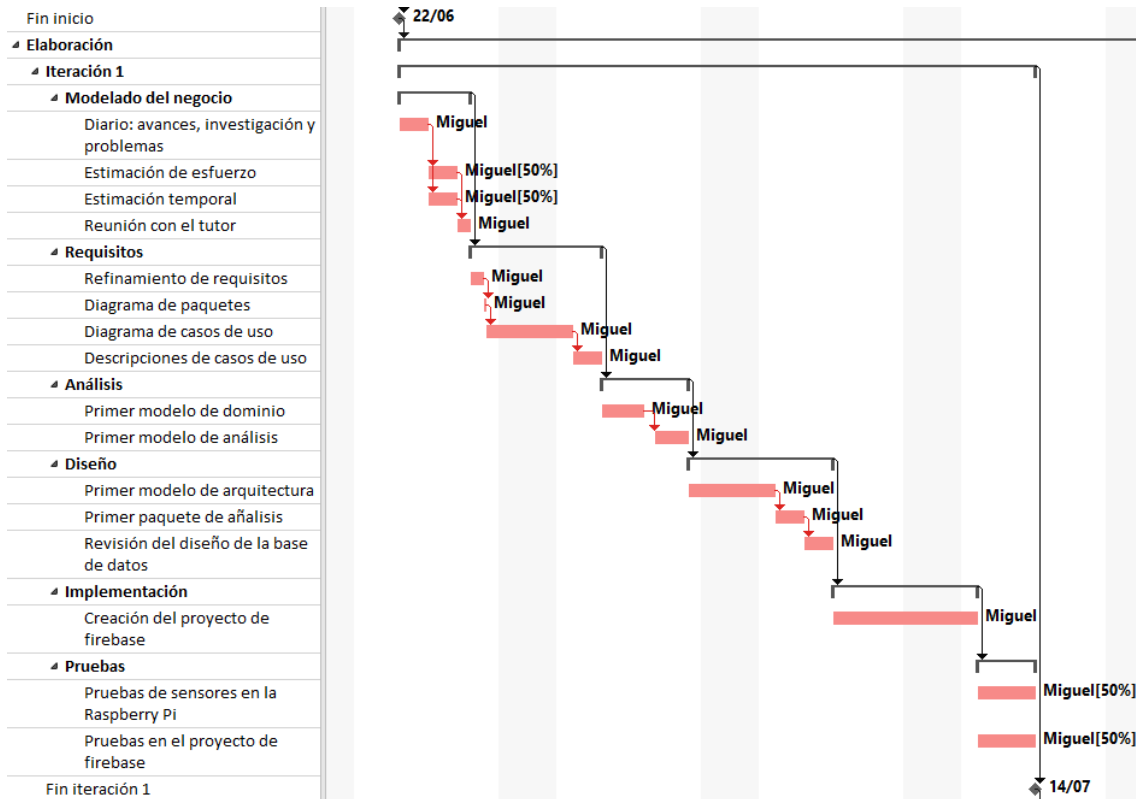 Fin inicio
22/06
Elaboración
Iteración 1
Modelado del negocio
Diario: avances, investigación y
problemas
Miguel
Estimación de esfuerzo
Miguel[50%]
Estimación temporal
Miguel[50%]
Reunión con el tutor
Miguel
Requisitos
Refinamiento de requisitos
Miguel
Diagrama de paquetes
Miguel
Diagrama de casos de uso
Miguel
Descripciones de casos de uso
Miguel
Análisis
Primer modelo de dominio
Miguel
Primer modelo de análisis
Miguel
Diseño
Primer modelo de arquitectura
Miguel
Primer paquete de añalisis
Miguel
Revisión del diseño de la base
de datos
Miguel
Implementación
Creación del proyecto de
firebase
Miguel
Pruebas
Pruebas de sensores en la
Raspberry Pi
Miguel[50%]
Pruebas en el proyecto de
firebase
Miguel[50%]
Fin iteración 1
14/07